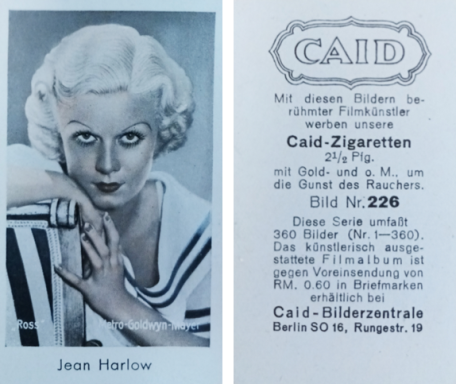 „Ross“ Metro-Goldwyn-Mayer
Jean Harlow
CAID
Mit diesen Bildern be-
rühmter Filmkünstler
werben unsere
Caid-Zigaretten
2½ Pfg.
mit Gold- und o. M., um
die Gunst des Rauchers.
Bild Nr. 226
Diese Serie umfaßt
360 Bilder (Nr. 1—360).
Das künstlerisch ausge-
stattete Filmalbum ist
gegen Voreinsendung von
RM. 0.60 in Briefmarken
erhältlich bei
Caid-Bilderzentrale
Berlin SO 16, Rungestr. 19